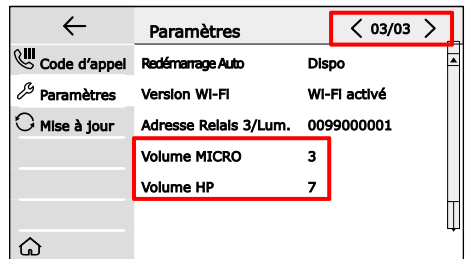 Paramètres
03/03
Code d'appel
Redémarrage Auto Dispo
Paramètres
Version WI-FI WI-FI activé
Mise à jour
Adresse Relais 3/Lum. 0099000001
Volume MICRO 3
Volume HP 7